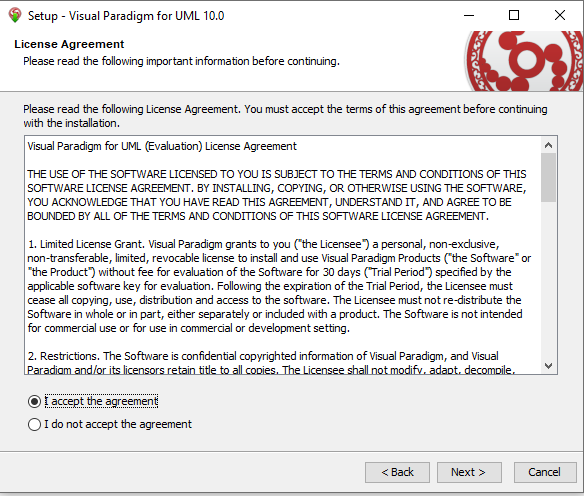 Setup - Visual Paradigm for UML 10.0
License Agreement
Please read the following important information before continuing.
Please read the following License Agreement. You must accept the terms of this agreement before continuing
with the installation.
Visual Paradigm for UML (Evaluation) License Agreement
THE USE OF THE SOFTWARE LICENSED TO YOU IS SUBJECT TO THE TERMS AND CONDITIONS OF THIS
SOFTWARE LICENSE AGREEMENT. BY INSTALLING, COPYING, OR OTHERWISE USING THE SOFTWARE,
YOU ACKNOWLEDGE THAT YOU HAVE READ THIS AGREEMENT, UNDERSTAND IT, AND AGREE TO BE
BOUNDED BY ALL OF THE TERMS AND CONDITIONS OF THIS SOFTWARE LICENSE AGREEMENT.
1. Limited License Grant. Visual Paradigm grants to you ("the Licensee") a personal, non-exclusive,
non-transferable, limited, revocable license to install and use Visual Paradigm Products ("the Software" or
"the Product") without fee for evaluation of the Software for 30 days ("Trial Period") specified by the
applicable software key for evaluation. Following the expiration of the Trial Period, the Licensee must
cease all copying, use, distribution and access to the software. The Licensee must not re-distribute the
Software in whole or in part, either separately or included with a product. The Software is not intended
for commercial use or for use in commercial or development setting.
2. Restrictions. The Software is confidential copyrighted information of Visual Paradigm, and Visual
Paradigm and/or its licensors retain title to all copies. The Licensee shall not modify, adapt, decompile,
I accept the agreement
I do not accept the agreement
< Back
Next >
Cancel